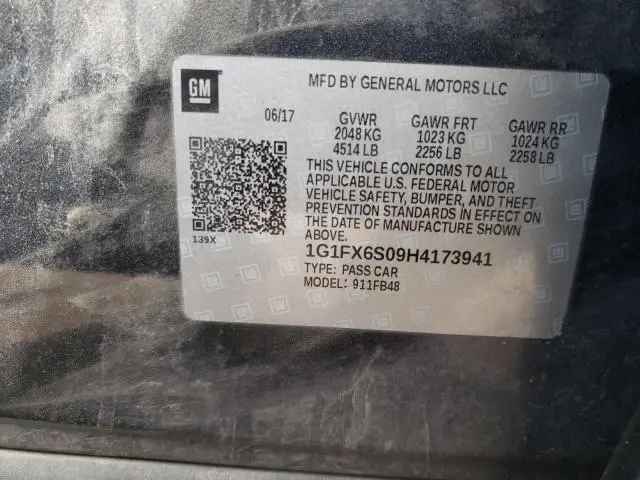 GM
MFD BY GENERAL MOTORS LLC
06/17 GVWR GAWR FRT GAWR RR
2048 KG 1023 KG 1024 KG
4514 LB 2256 LB 2258 LB
THIS VEHICLE CONFORMS TO ALL
APPLICABLE U.S. FEDERAL MOTOR
VEHICLE SAFETY, BUMPER, AND THEFT
PREVENTION STANDARDS IN EFFECT ON
THE DATE OF MANUFACTURE SHOWN
ABOVE.
139X
1G1FX6S09H4173941
TYPE: PASS CAR
MODEL: 911FB48